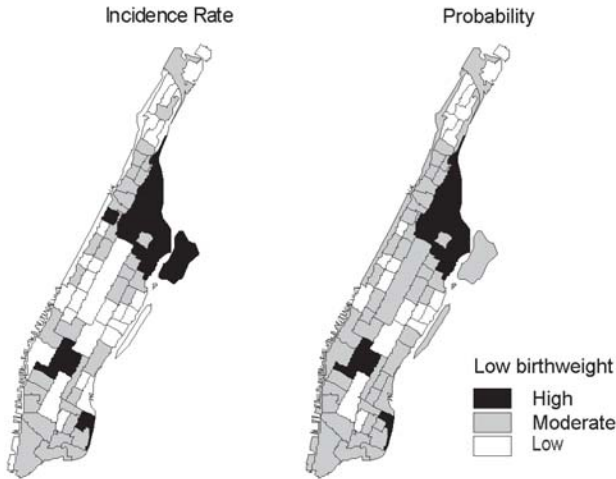 Incidence Rate
Probability
Low birthweight
High
Moderate
Low